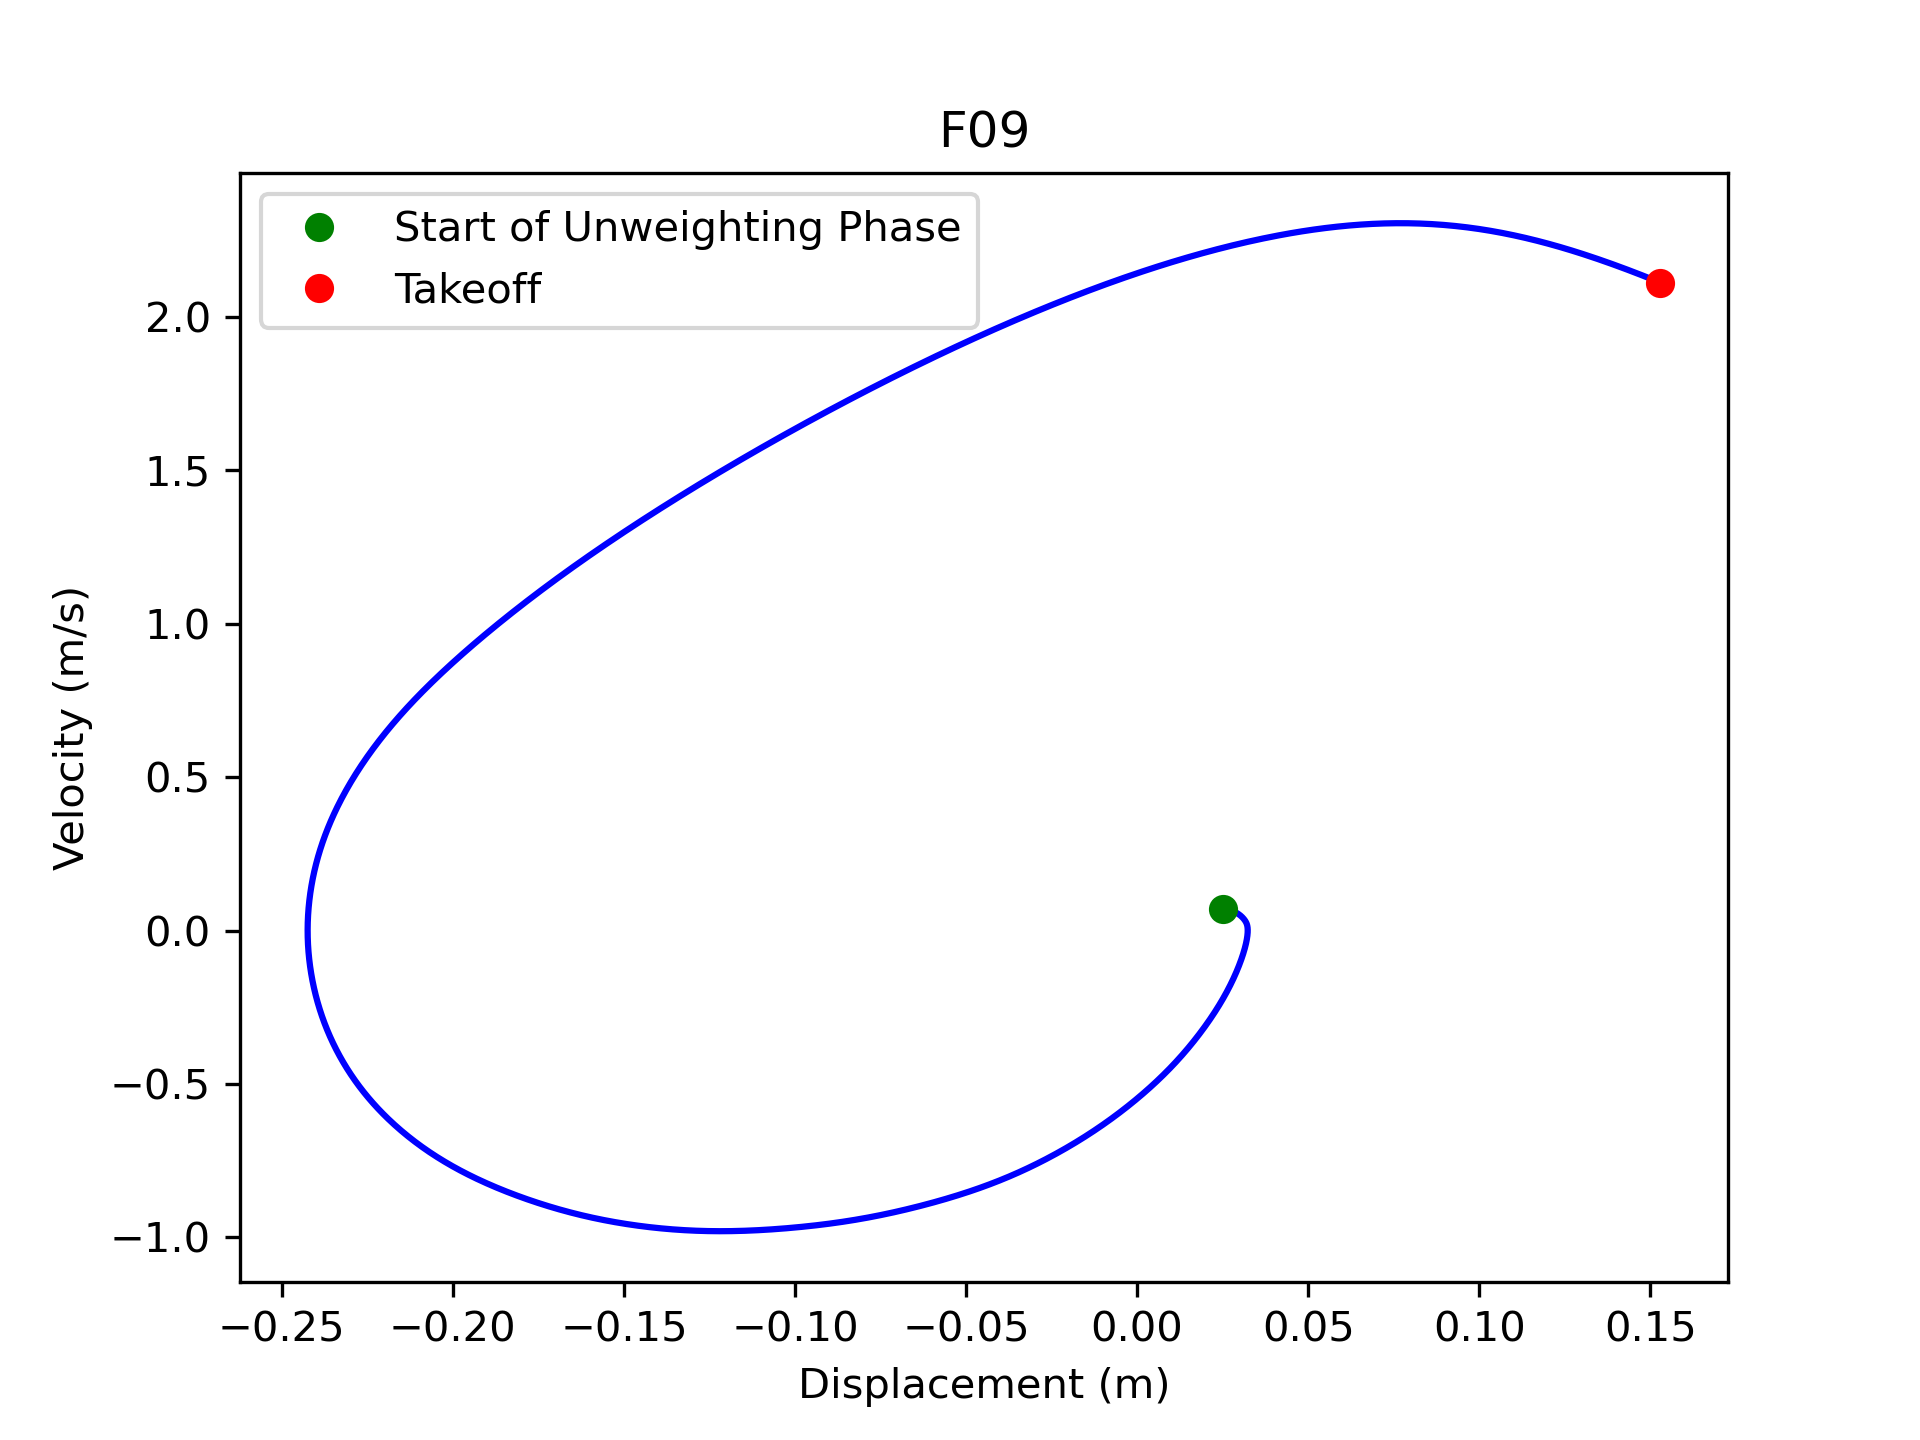 F09
Start of Unweighting Phase
Takeoff
2.0
1.5
1.0
0.5
0.0
−0.5
−1.0
Velocity (m/s)
−0.25 −0.20 −0.15 −0.10 −0.05 0.00 0.05 0.10 0.15
Displacement (m)